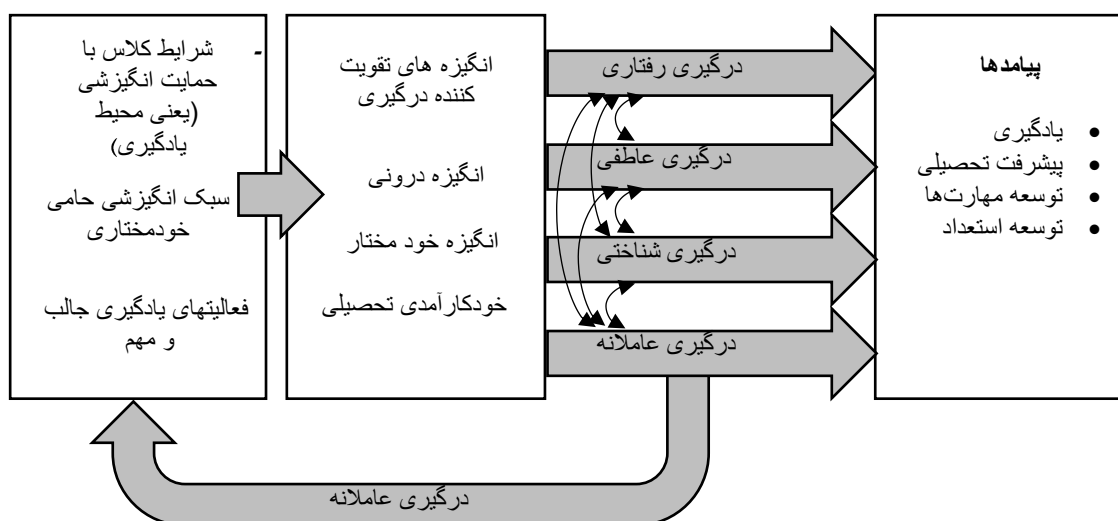 - شرایط کلاس با
حمایت انگیزشی
(یعنی محیط
یادگیری)
سبک انگیزشی حامی
خودمختاری
فعالیتهای یادگیری جالب
و مهم
انگیزه های تقویت
کننده درگیری
انگیزه درونی
انگیزه خود مختار
خودکارآمدی تحصیلی
درگیری رفتاری
درگیری عاطفی
درگیری شناختی
درگیری عاملانه
پیامدها
• یادگیری
• پیشرفت تحصیلی
• توسعه مهارت‌ها
• توسعه استعداد
درگیری عاملانه